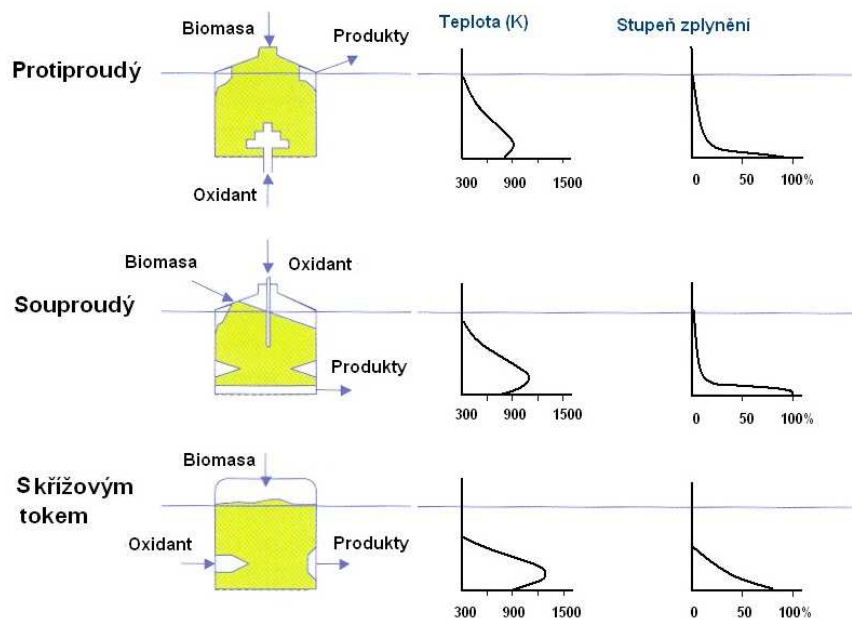 Biomasa
Produkty
Teplota (K)
Stupeň zplynění
Protiproudý
Oxidant
300 900 1500
0 50 100%
Biomasa
Oxidant
Souproudý
Produkty
300 900 1500
0 50 100%
Biomasa
S křížovým
tokem
Oxidant
Produkty
300 900 1500
0 50 100%